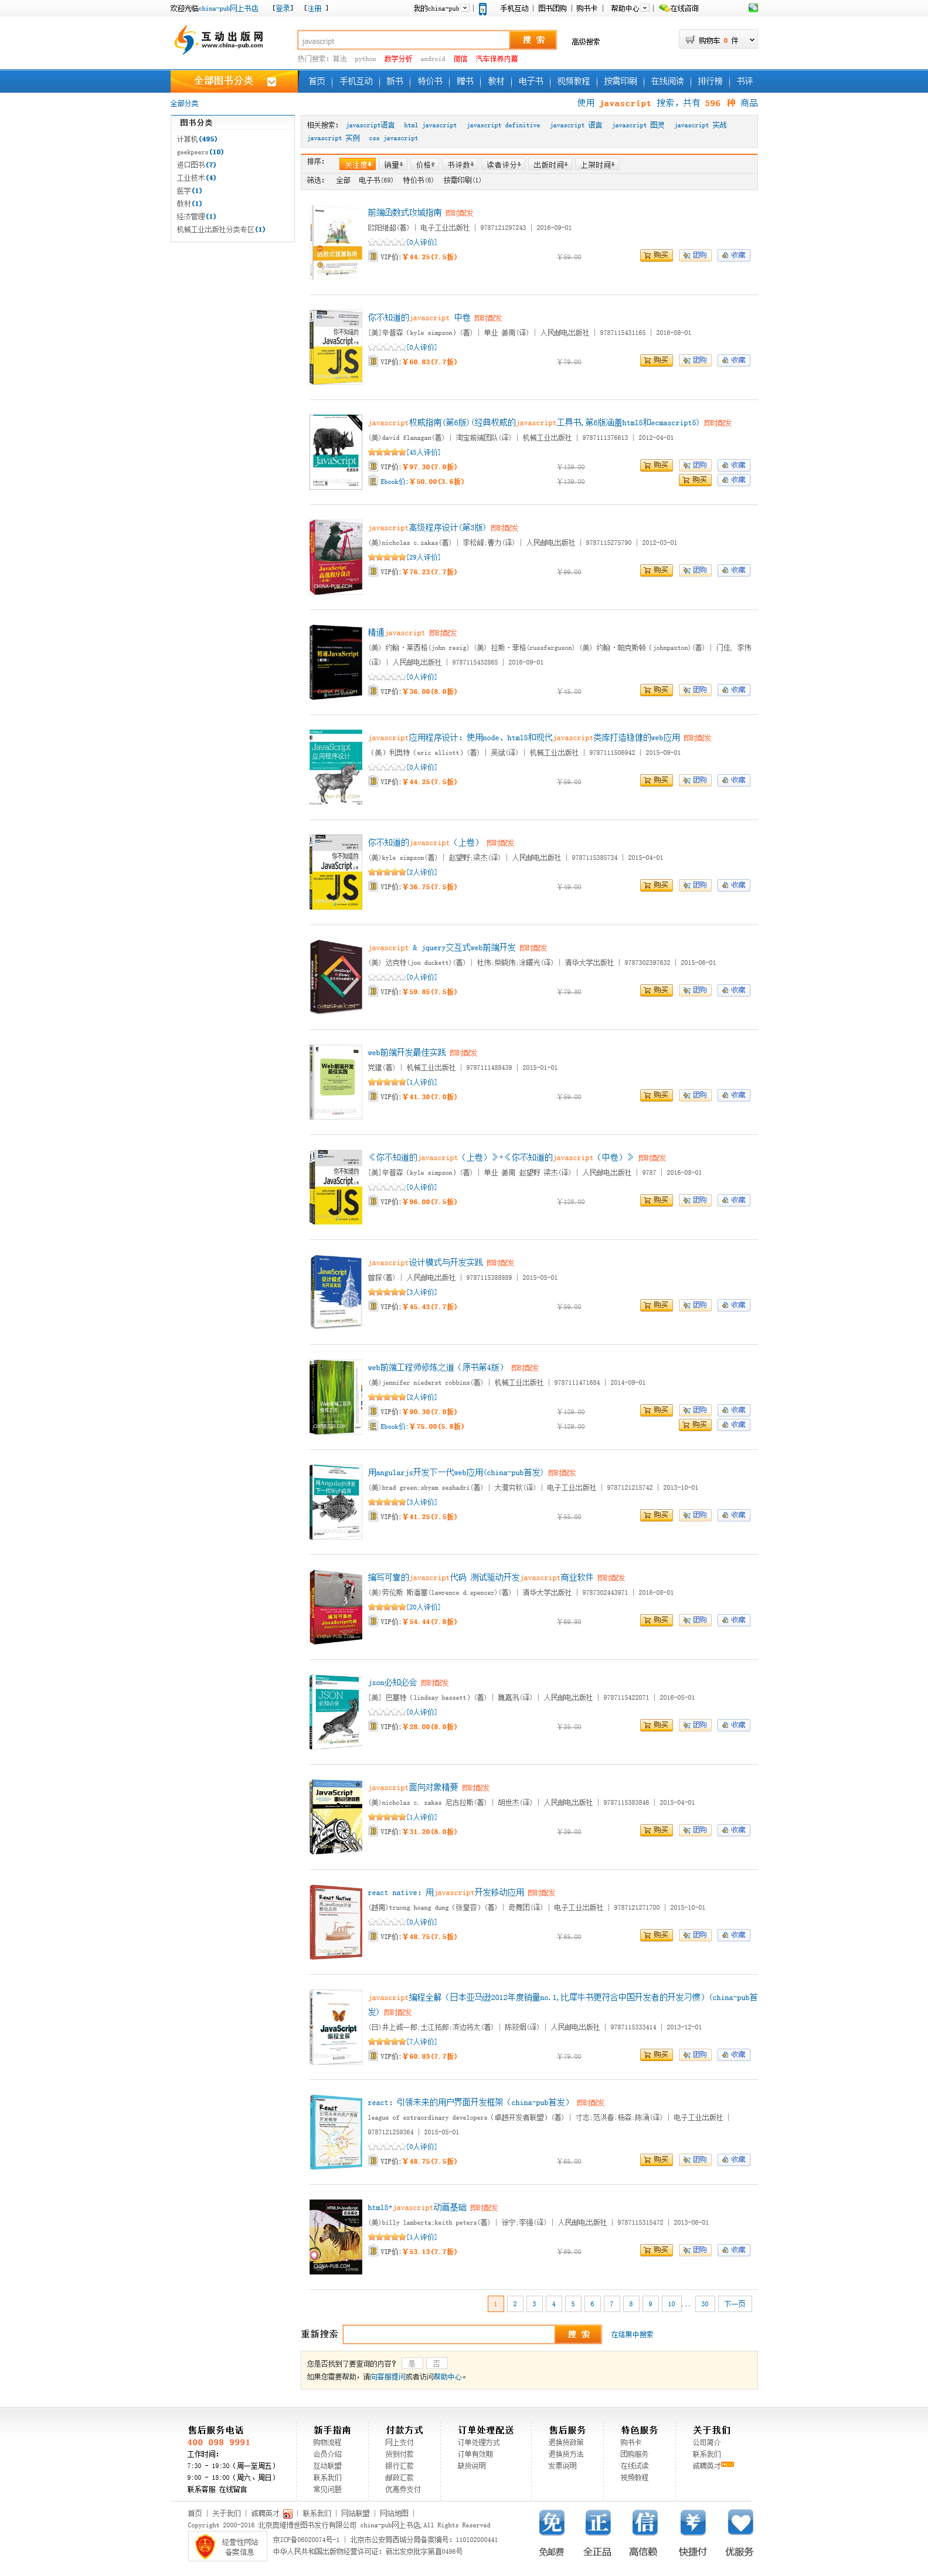 欢迎光临china-pub网上书店 [登录] [注册 ]
我的china-pub | 手机互动 | 图书团购 | 购书卡 | 帮助中心 | 在线咨询
互动出版网
www.china-pub.com
javascript 搜 索 高级搜索
购物车 0 件
热门搜索: 算法 python 数学分析 android 微信 汽车保养内幕
全部图书分类
首页 | 手机互动 | 新书 | 特价书 | 赠书 | 教材 | 电子书 | 视频教程 | 按需印刷 | 在线阅读 | 排行榜 | 书评
全部分类
使用 javascript 搜索，共有 596 种 商品
图书分类
计算机(495)
geekpeers(10)
进口图书(7)
工业技术(4)
医学(1)
教材(1)
经济管理(1)
机械工业出版社分类专区(1)
相关搜索: javascript语言 html javascript javascript definitive javascript 语言 javascript 图灵 javascript 实战
javascript 实例 css javascript
排序: 关注度 销量 价格 书评数 读者评分 出版时间 上架时间
筛选: 全部 电子书(69) 特价书(6) 按需印刷(1)
前端函数式攻城指南 即时配发
欧阳继超(著) | 电子工业出版社 | 9787121297243 | 2016-09-01
[0人评价]
VIP价:￥44.25(7.5折) ￥59.00 购买 团购 收藏
你不知道的javascript 中卷 即时配发
[美]辛普森（kyle simpson）(著) | 单业 姜南(译) | 人民邮电出版社 | 9787115431165 | 2016-08-01
[0人评价]
VIP价:￥60.83(7.7折) ￥79.00 购买 团购 收藏
javascript权威指南(第6版)(经典权威的javascript工具书,第6版涵盖html5和ecmascript5) 即时配发
(美)david flanagan(著) | 淘宝前端团队(译) | 机械工业出版社 | 9787111376613 | 2012-04-01
[45人评价]
VIP价:￥97.30(7.0折) ￥139.00 购买 团购 收藏
Ebook价:￥50.00(3.6折) ￥139.00 购买 收藏
javascript高级程序设计(第3版) 即时配发
(美)nicholas c.zakas(著) | 李松峰;曹力(译) | 人民邮电出版社 | 9787115275790 | 2012-03-01
[29人评价]
VIP价:￥76.23(7.7折) ￥99.00 购买 团购 收藏
精通javascript 即时配发
(美) 约翰·莱西格(john resig) (美) 拉斯·菲格(russferguson) (美) 约翰·帕克斯顿 (johnpaxton)(著) | 门佳, 李伟
(译) | 人民邮电出版社 | 9787115432865 | 2016-09-01
[0人评价]
VIP价:￥36.00(8.0折) ￥45.00 购买 团购 收藏
javascript应用程序设计: 使用node、html5和现代javascript类库打造稳健的web应用 即时配发
（美）利奥特（eric elliott）(著) | 吴斌(译) | 机械工业出版社 | 9787111506942 | 2015-09-01
[0人评价]
VIP价:￥44.25(7.5折) ￥59.00 购买 团购 收藏
你不知道的javascript（上卷） 即时配发
(美)kyle simpson(著) | 赵望野;梁杰(译) | 人民邮电出版社 | 9787115385734 | 2015-04-01
[2人评价]
VIP价:￥36.75(7.5折) ￥49.00 购买 团购 收藏
javascript & jquery交互式web前端开发 即时配发
(美) 达克特(jon duckett)(著) | 杜伟;柴晓伟;涂曙光(译) | 清华大学出版社 | 9787302397632 | 2015-06-01
[0人评价]
VIP价:￥59.85(7.5折) ￥79.80 购买 团购 收藏
web前端开发最佳实践 即时配发
党建(著) | 机械工业出版社 | 9787111488439 | 2015-01-01
[1人评价]
VIP价:￥41.30(7.0折) ￥59.00 购买 团购 收藏
《你不知道的javascript（上卷）》+《你不知道的javascript（中卷）》 即时配发
[美]辛普森（kyle simpson）(著) | 单业 姜南 赵望野 梁杰(译) | 人民邮电出版社 | 9787 | 2016-08-01
[0人评价]
VIP价:￥96.00(7.5折) ￥128.00 购买 团购 收藏
javascript设计模式与开发实践 即时配发
曾探(著) | 人民邮电出版社 | 9787115388889 | 2015-05-01
[3人评价]
VIP价:￥45.43(7.7折) ￥59.00 购买 团购 收藏
web前端工程师修炼之道（原书第4版） 即时配发
(美)jennifer niederst robbins(著) | 机械工业出版社 | 9787111471684 | 2014-09-01
[2人评价]
VIP价:￥90.30(7.0折) ￥129.00 购买 团购 收藏
Ebook价:￥75.00(5.8折) ￥129.00 购买 收藏
用angularjs开发下一代web应用(china-pub首发) 即时配发
(美)brad green;shyam seshadri(著) | 大漠穷秋(译) | 电子工业出版社 | 9787121215742 | 2013-10-01
[3人评价]
VIP价:￥41.25(7.5折) ￥55.00 购买 团购 收藏
编写可靠的javascript代码 测试驱动开发javascript商业软件 即时配发
(美)劳伦斯 斯潘塞(lawrence d.spencer)(著) | 清华大学出版社 | 9787302443971 | 2016-08-01
[20人评价]
VIP价:￥54.44(7.8折) ￥69.80 购买 团购 收藏
json必知必会 即时配发
[美] 巴塞特（lindsay bassett）(著) | 魏嘉汛(译) | 人民邮电出版社 | 9787115422071 | 2016-05-01
[0人评价]
VIP价:￥28.00(8.0折) ￥35.00 购买 团购 收藏
javascript面向对象精要 即时配发
(美)nicholas c. zakas 尼古拉斯(著) | 胡世杰(译) | 人民邮电出版社 | 9787115383846 | 2015-04-01
[1人评价]
VIP价:￥31.20(8.0折) ￥39.00 购买 团购 收藏
react native: 用javascript开发移动应用 即时配发
(越南)truong hoang dung（张皇容）(著) | 奇舞团(译) | 电子工业出版社 | 9787121271700 | 2015-10-01
[0人评价]
VIP价:￥48.75(7.5折) ￥65.00 购买 团购 收藏
javascript编程全解（日本亚马逊2012年度销量no.1,比犀牛书更符合中国开发者的开发习惯）(china-pub首
发) 即时配发
(日)井上诚一郎;土江拓郎;滨边将太(著) | 陈筱烟(译) | 人民邮电出版社 | 9787115333414 | 2013-12-01
[7人评价]
VIP价:￥60.83(7.7折) ￥79.00 购买 团购 收藏
react: 引领未来的用户界面开发框架（china-pub首发） 即时配发
league of extraordinary developers（卓越开发者联盟）(著) | 寸志;范洪春;杨森;陈涌(译) | 电子工业出版社 |
9787121259364 | 2015-05-01
[0人评价]
VIP价:￥48.75(7.5折) ￥65.00 购买 团购 收藏
html5+javascript动画基础 即时配发
(美)billy lamberta;keith peters(著) | 徐宁;李强(译) | 人民邮电出版社 | 9787115315472 | 2013-06-01
[1人评价]
VIP价:￥53.13(7.7折) ￥69.00 购买 团购 收藏
1 2 3 4 5 6 7 8 9 10 ... 30 下一页
重新搜索 搜 索 在结果中搜索
您是否找到了要查询的内容? 是 否
如果您需要帮助，请向客服提问或者访问帮助中心。
售后服务电话 新手指南 付款方式 订单处理配送 售后服务 特色服务 关于我们
400 098 9991 购物流程 网上支付 订单处理方式 退换货政策 购书卡 公司简介
工作时间: 会员介绍 货到付款 订单有效期 退换货方法 团购服务 联系我们
7:30 - 19:30 (周一至周五) 互动联盟 银行汇款 缺货说明 发票说明 在线试读 诚聘英才
9:00 - 18:00 (周六、周日) 联系我们 邮政汇款 视频教程
联系客服 在线留言 常见问题 优惠券支付
首页 | 关于我们 | 诚聘英才 | 联系我们 | 网站联盟 | 网站地图 |
Copyright 2000-2016 北京奥维博世图书发行有限公司 china-pub网上书店,All Rights Reserved
经营性网站
备案信息
京ICP备06020074号-1 | 北京市公安局西城分局备案编号: 110102000441
中华人民共和国出版物经营许可证: 新出发京批字第直0496号
免 正 信 ￥
免邮费 全正品 高信赖 快捷付 优服务